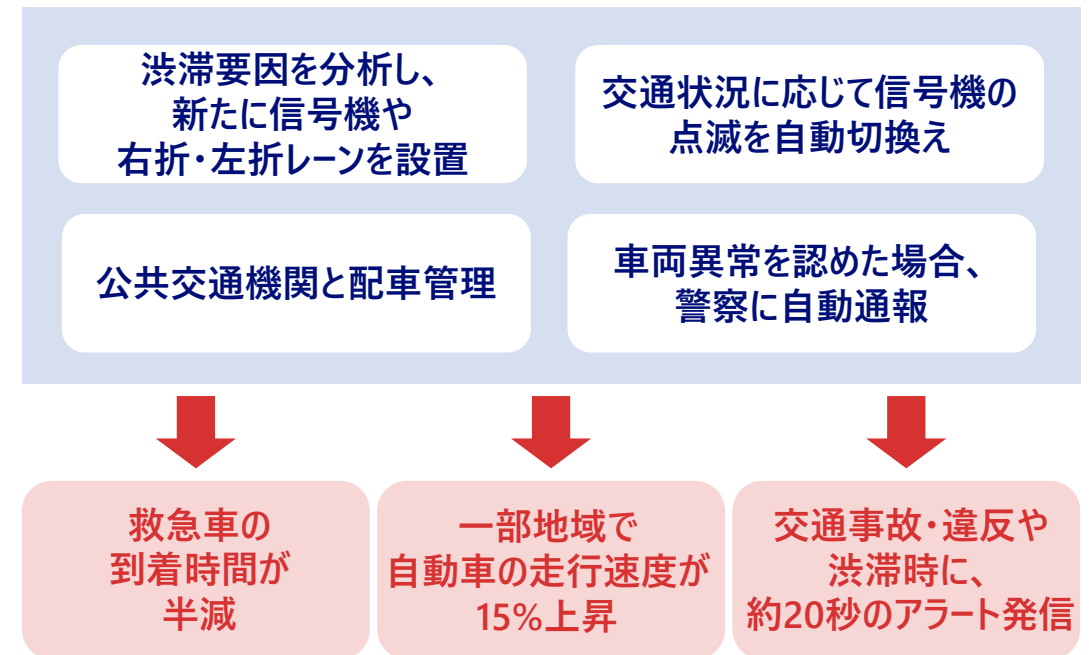 渋滞要因を分析し、
新たに信号機や
右折・左折レーンを設置
交通状況に応じて信号機の
点滅を自動切換え
公共交通機関と配車管理
車両異常を認めた場合、
警察に自動通報
救急車の
到着時間が
半減
一部地域で
自動車の走行速度が
15%上昇
交通事故・違反や
渋滞時に、
約20秒のアラート発信